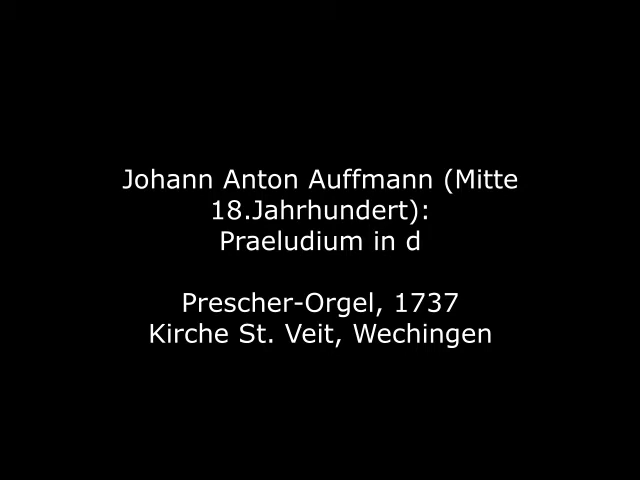 Johann Anton Auffmann (Mitte
18.Jahrhundert):
Praeludium in d
Prescher-Orgel, 1737
Kirche St. Veit, Wechingen